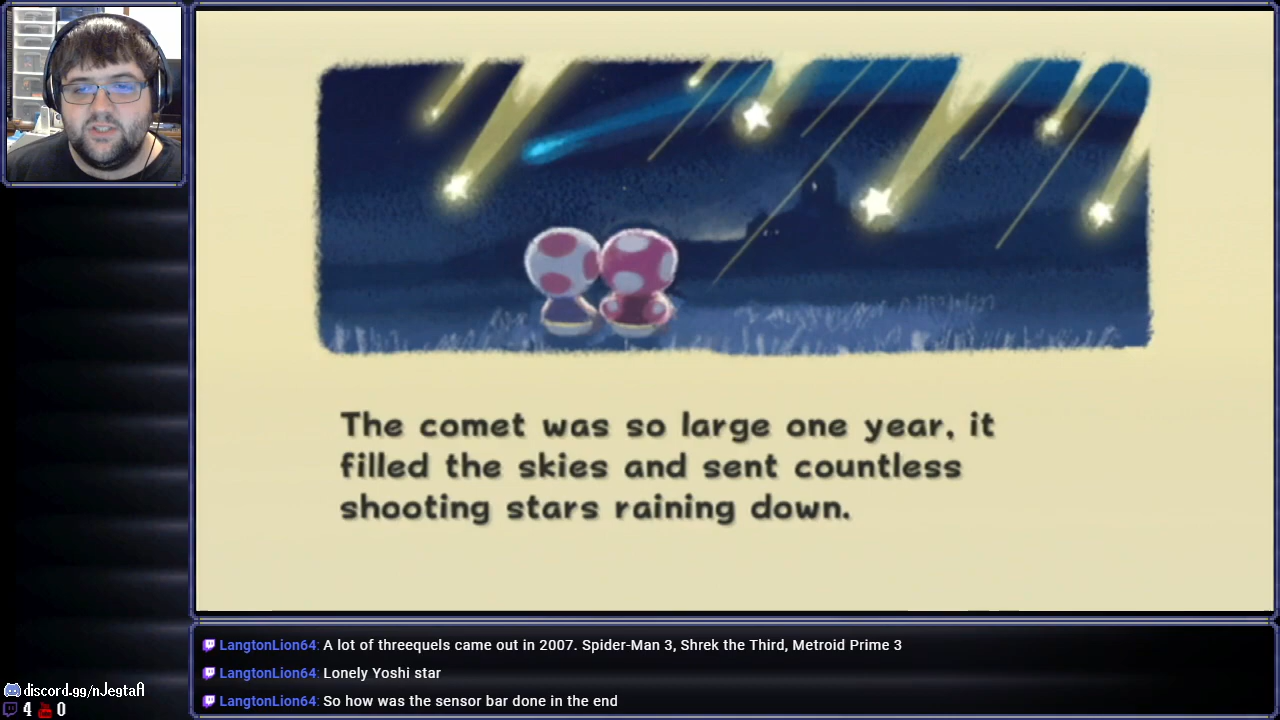 The comet was so large one year, it
filled the skies and sent countless
shooting stars raining down.
LangtonLion64: A lot of threequels came out in 2007. Spider-Man 3, Shrek the Third, Metroid Prime 3
LangtonLion64: Lonely Yoshi star
LangtonLion64: So how was the sensor bar done in the end
discord.gg/nJegtaA
4 0